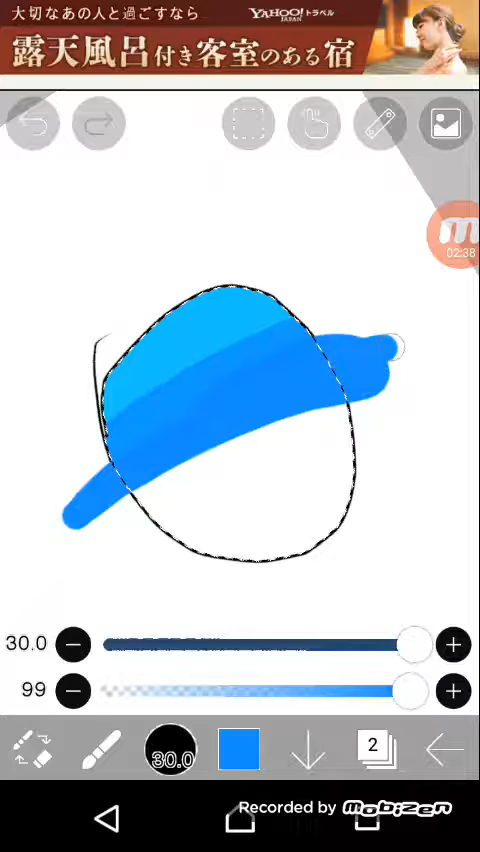 大切なあの人と過ごすなら
YAHOO! トラベル
JAPAN
露天風呂付き客室のある宿
02:38
30.0
99
30.0
2
Recorded by mobizen